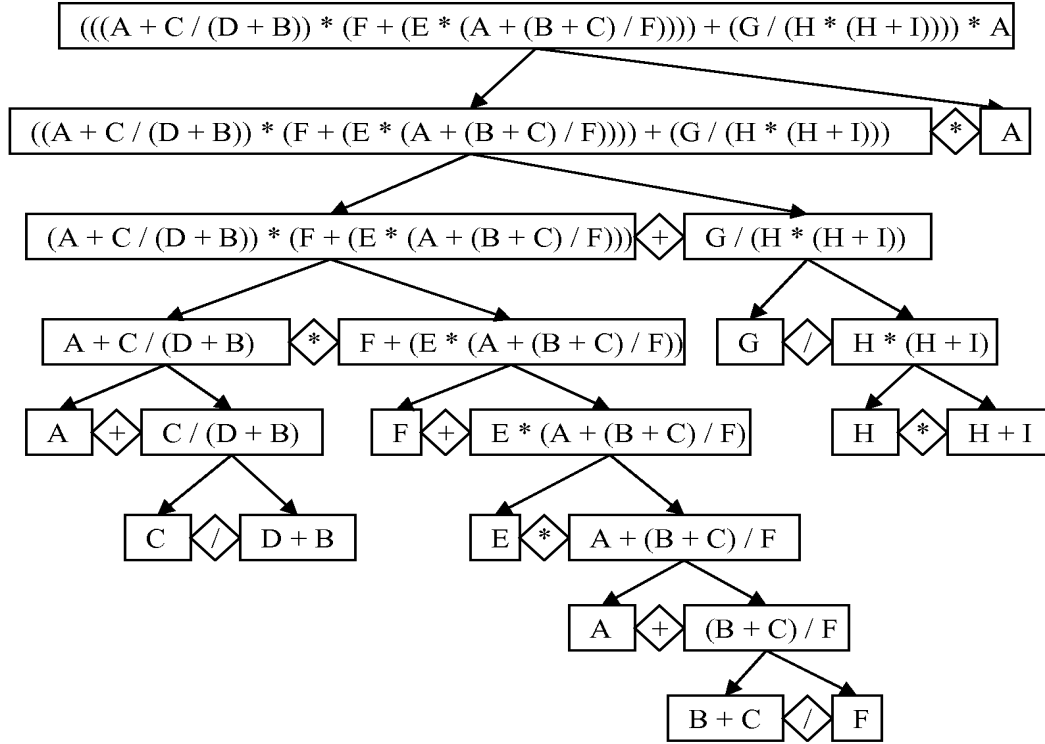 (((A + C / (D + B)) * (F + (E * (A + (B + C) / F)))) + (G / (H * (H + I)))) * A
((A + C / (D + B)) * (F + (E * (A + (B + C) / F)))) + (G / (H * (H + I))) * A
(A + C / (D + B)) * (F + (E * (A + (B + C) / F))) + G / (H * (H + I))
A + C / (D + B) * F + (E * (A + (B + C) / F)) G / H * (H + I)
A + C / (D + B) F + E * (A + (B + C) / F) H * H + I
C / D + B E * A + (B + C) / F
A + (B + C) / F
B + C / F